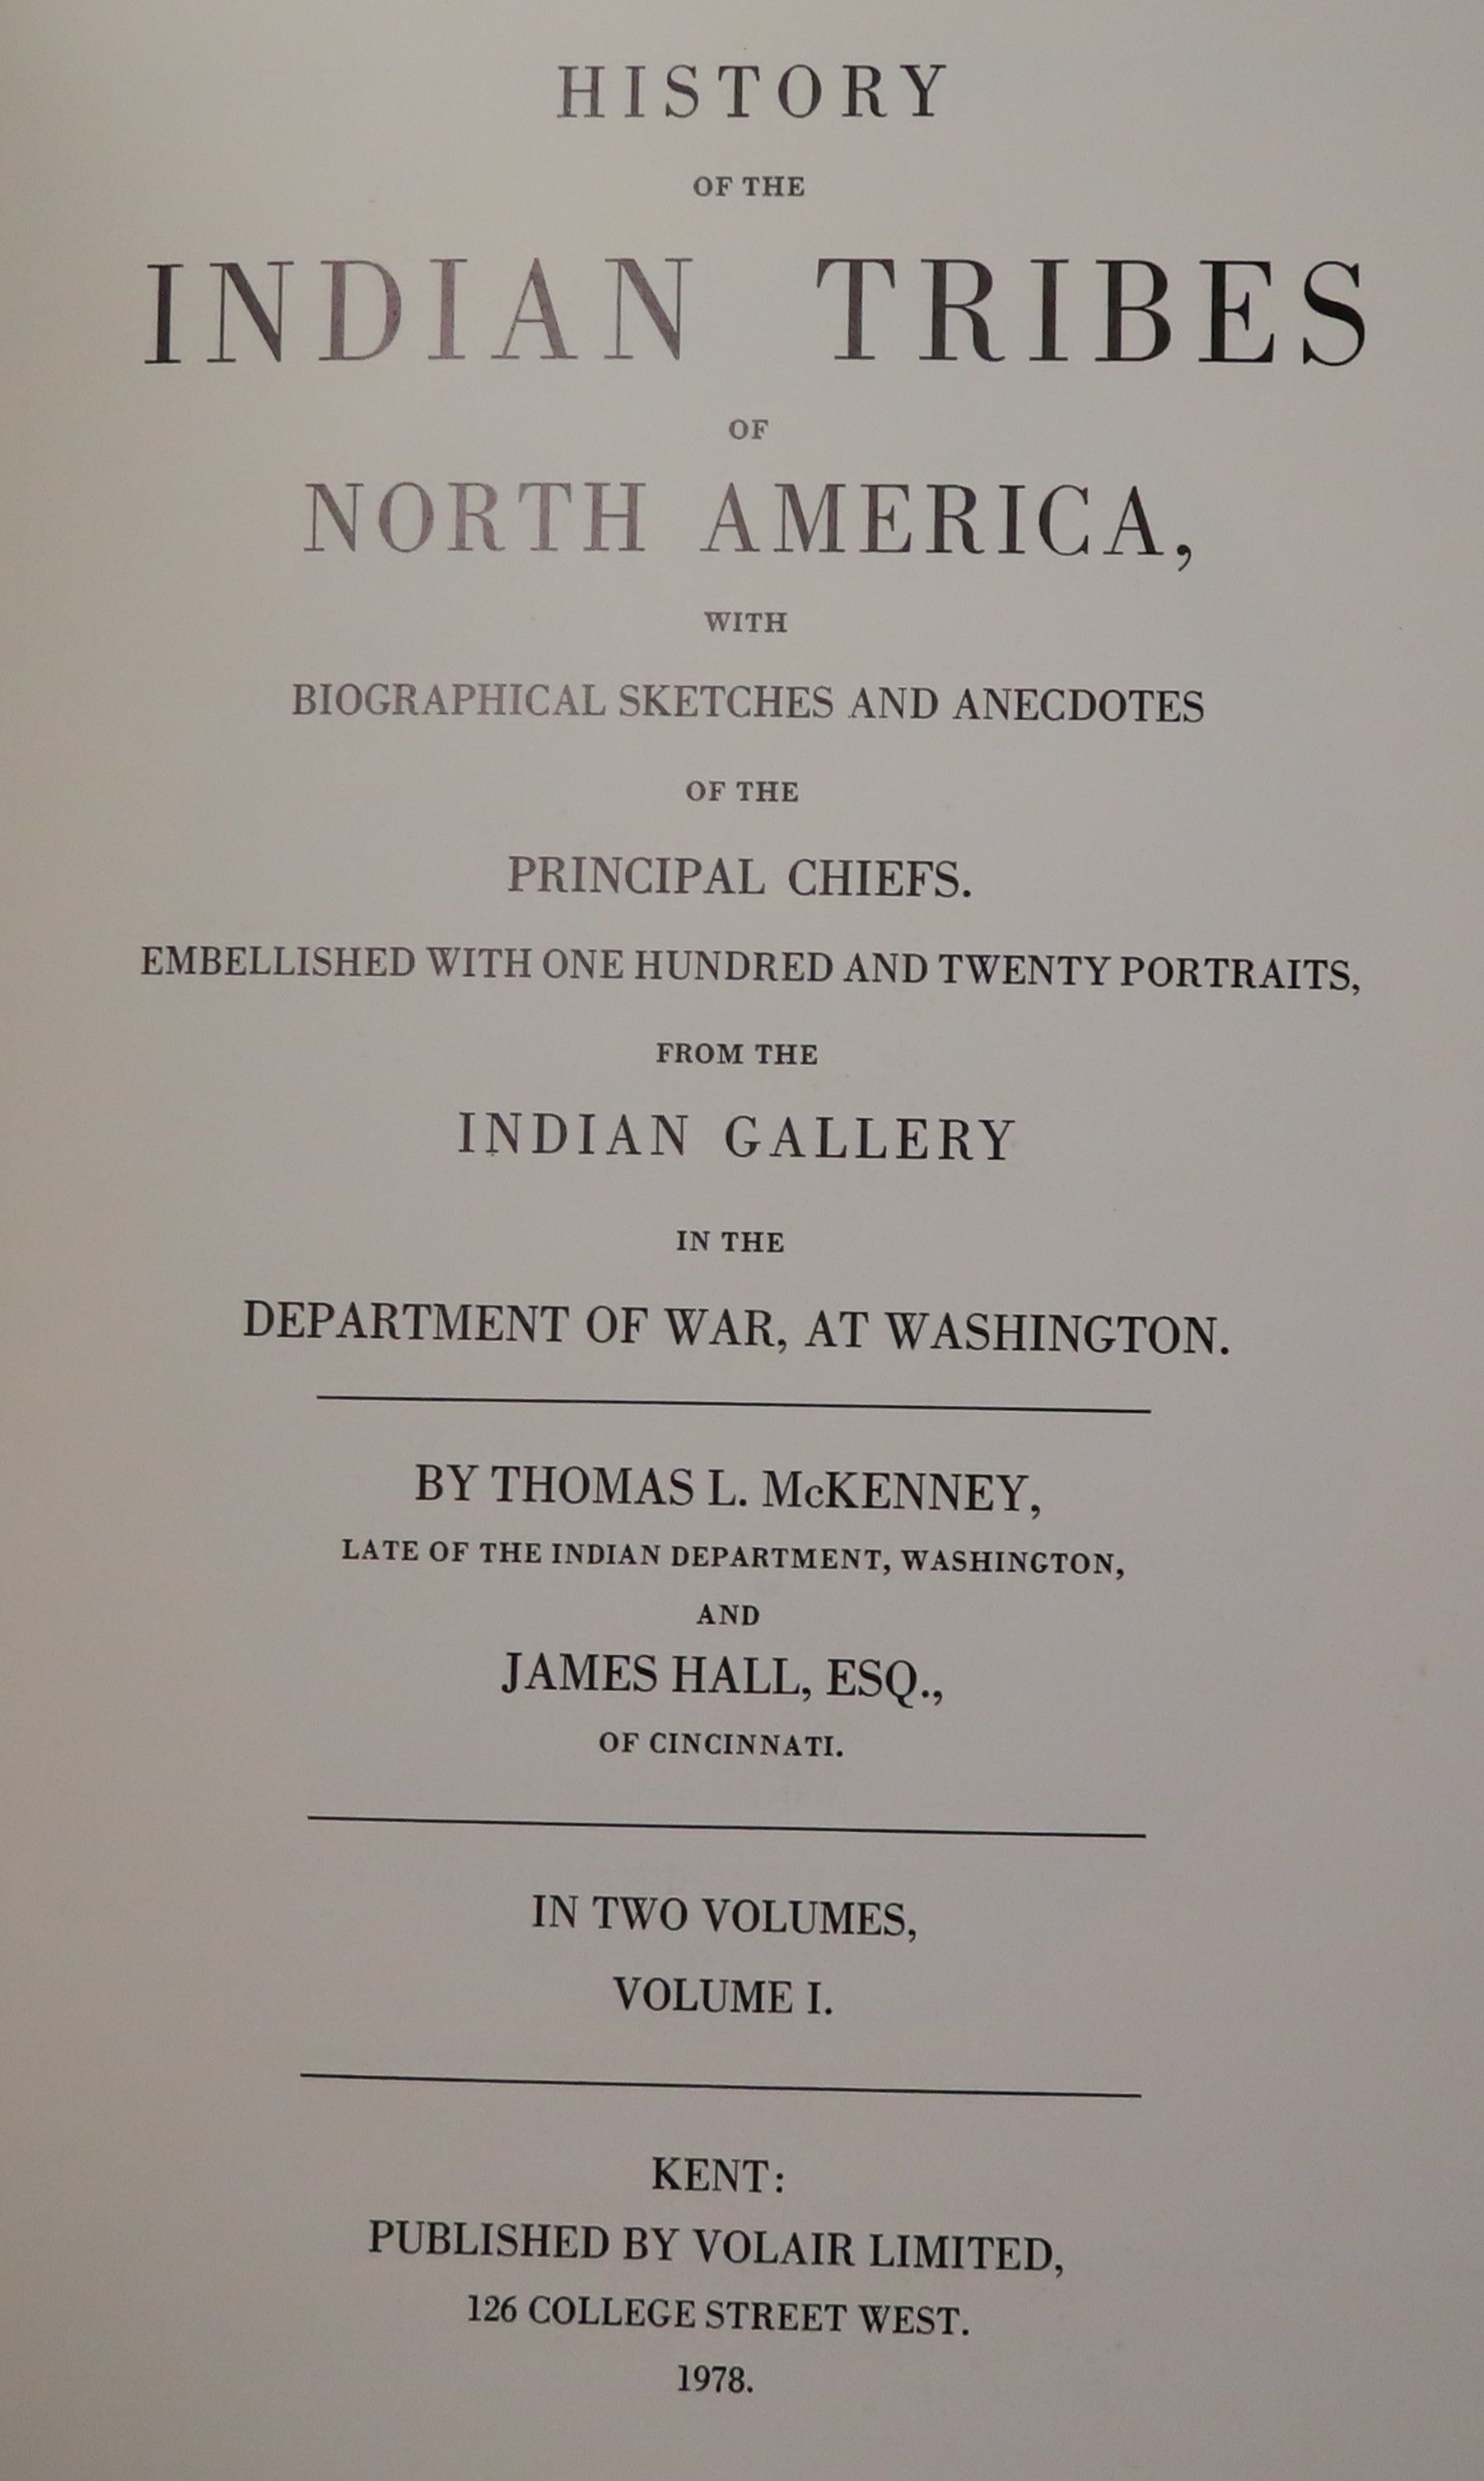 HISTORY
OF THE
INDIAN TRIBES
OF
NORTH AMERICA,
WITH
BIOGRAPHICAL SKETCHES AND ANECDOTES
OF THE
PRINCIPAL CHIEFS.
EMBELLISHED WITH ONE HUNDRED AND TWENTY PORTRAITS,
FROM THE
INDIAN GALLERY
IN THE
DEPARTMENT OF WAR, AT WASHINGTON.
BY THOMAS L. McKENNEY,
LATE OF THE INDIAN DEPARTMENT, WASHINGTON,
AND
JAMES HALL, ESQ.,
OF CINCINNATI.
IN TWO VOLUMES,
VOLUME I.
KENT:
PUBLISHED BY VOLAIR LIMITED,
126 COLLEGE STREET WEST.
1978.